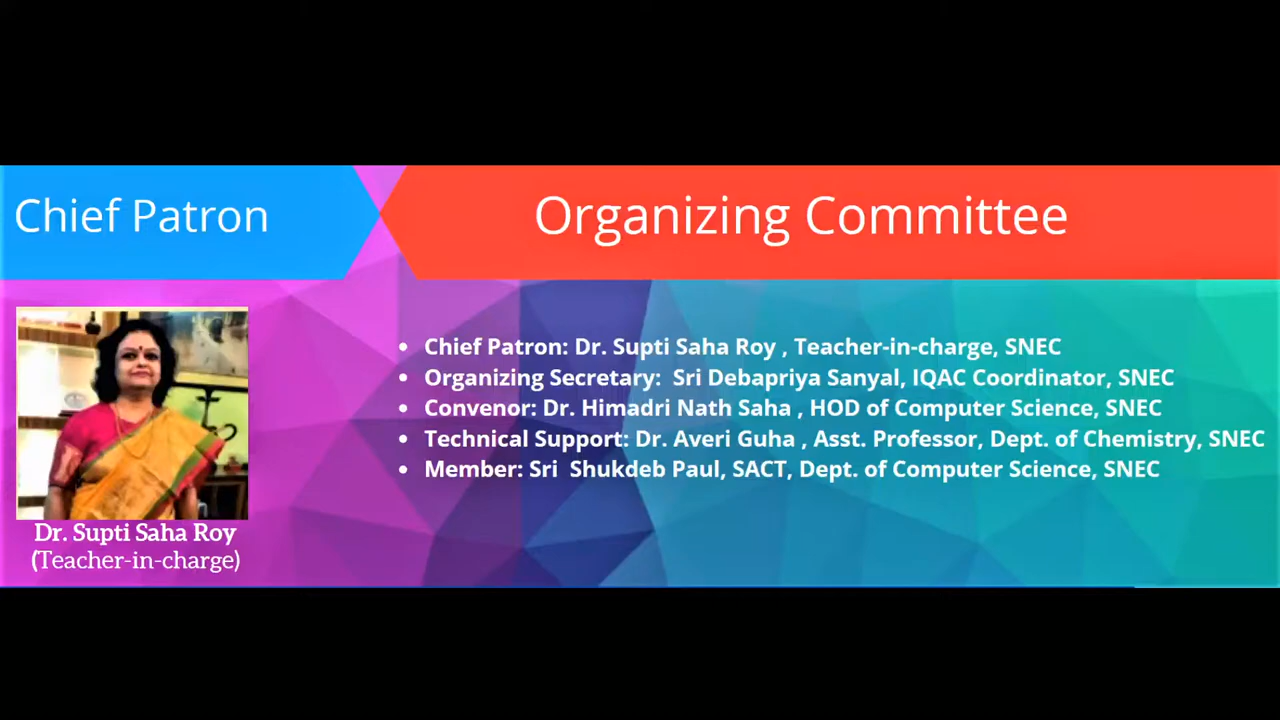 Chief Patron
Organizing Committee
• Chief Patron: Dr. Supti Saha Roy , Teacher-in-charge, SNEC
• Organizing Secretary:  Sri Debapriya Sanyal, IQAC Coordinator, SNEC
• Convenor: Dr. Himadri Nath Saha , HOD of Computer Science, SNEC
• Technical Support: Dr. Averi Guha , Asst. Professor, Dept. of Chemistry, SNEC
• Member: Sri  Shukdeb Paul, SACT, Dept. of Computer Science, SNEC
Dr. Supti Saha Roy
(Teacher-in-charge)